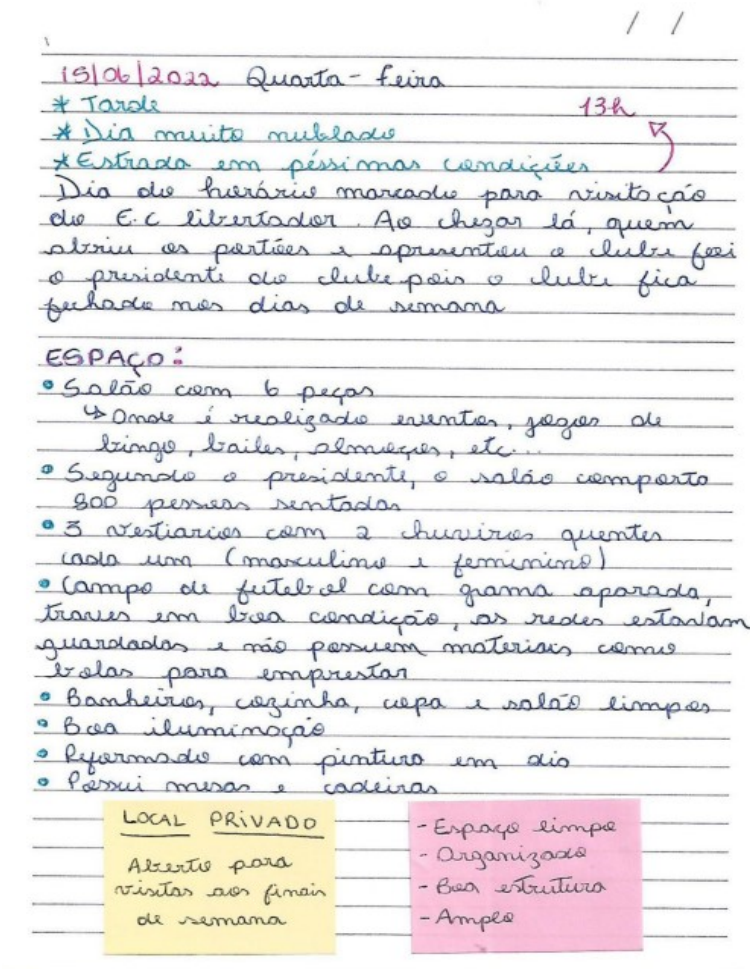 / /
15/06/2022 Quarta-feira
* Tarde 13h
* Dia muito nublado
* Estrada em péssimas condições
Dia do horário marcado para visitação
do E.C libertador. Ao chegar lá, quem
abriu os portões e apresentou o clube foi
o presidente do clube pois o clube fica
fechado nos dias de semana
ESPAÇO:
• Salão com 6 peças
↳ Onde é realizado eventos, jogos de
bingo, bailes, almoços, etc...
• Segundo o presidente, o salão comporta
800 pessoas sentadas
• 3 vestiarios com 2 chuveiros quentes
cada um (masculino e feminino)
• Campo de futebol com grama aparada,
traves em boa condição, as redes estavam
guardadas e não possuem materiais como
bolas para emprestar
• Banheiros, cozinha, copa e salão limpos
• Boa iluminação
• Reformado com pintura em dia
• Possui mesas e cadeiras
LOCAL PRIVADO
Aberto para
visitas aos finais
de semana
- Espaço limpo
- Organizado
- Boa estrutura
- Amplo